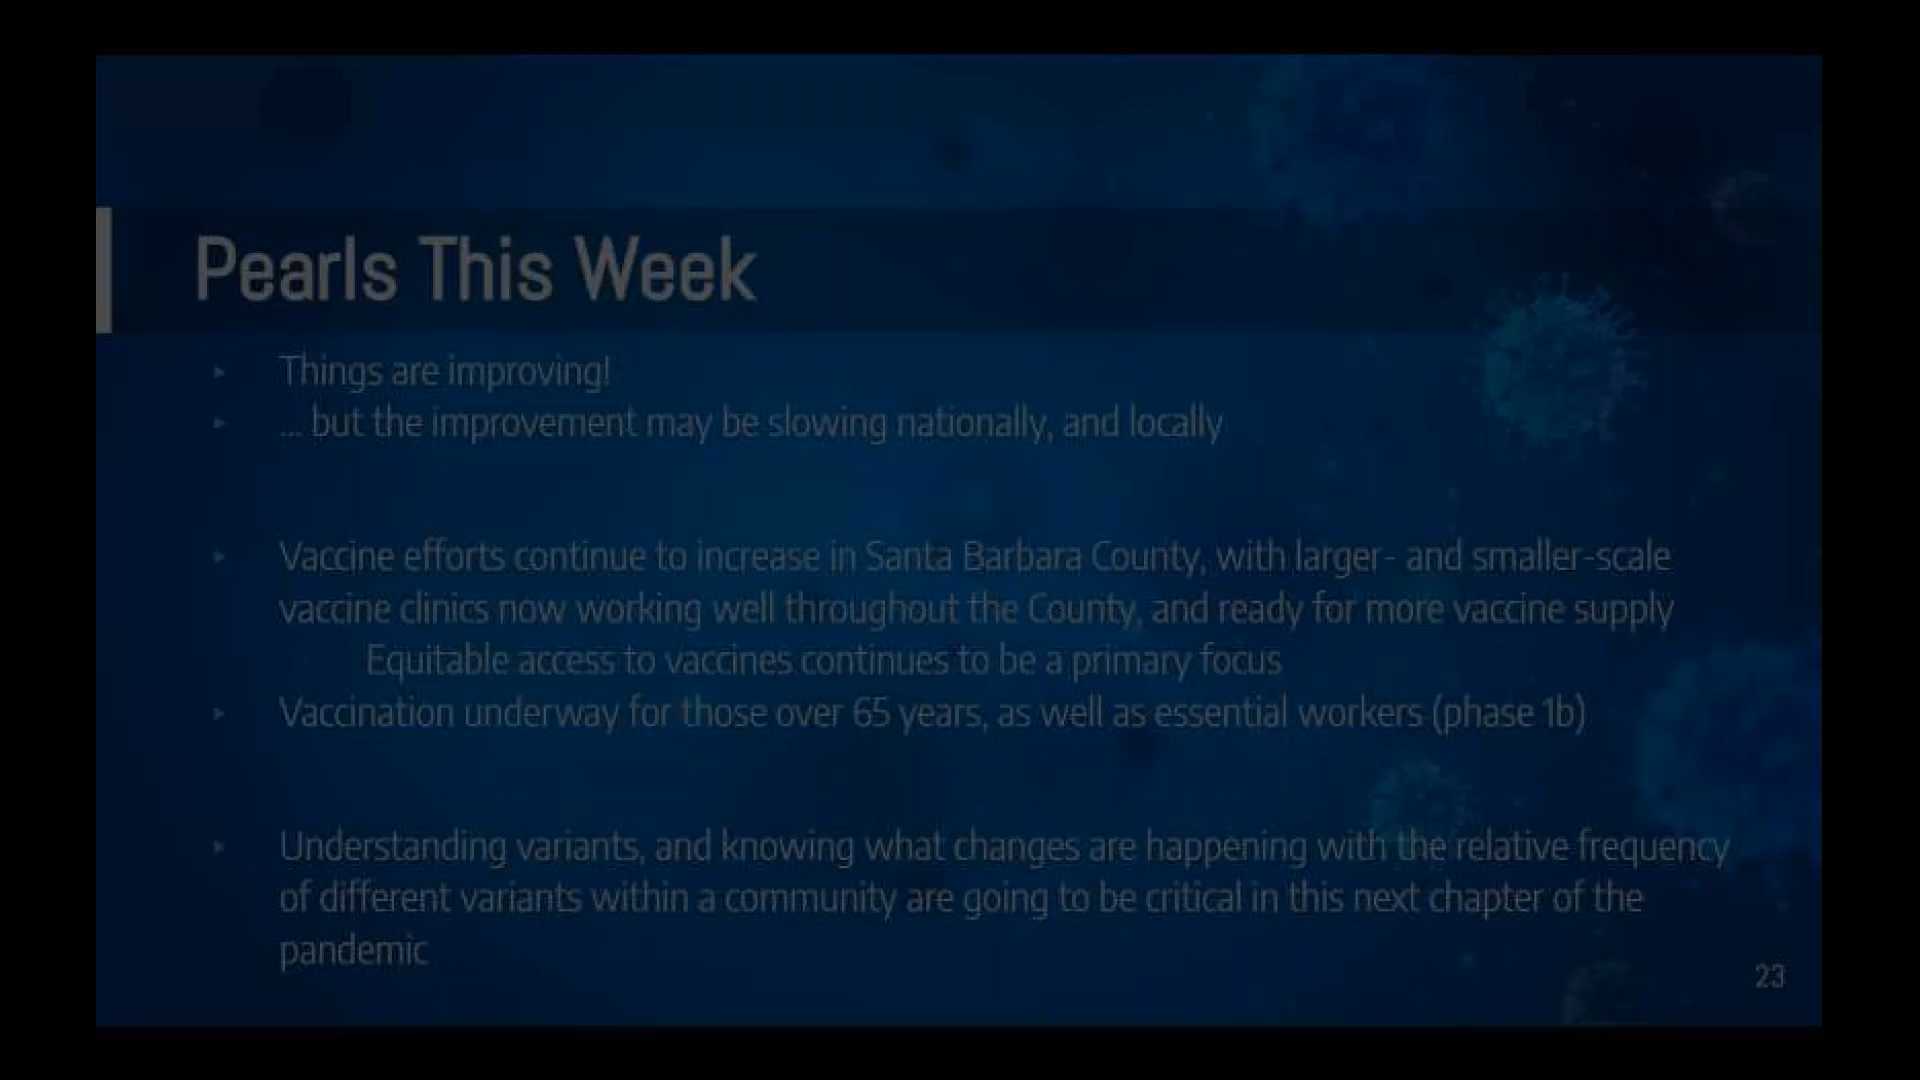 Pearls This Week
▸ Things are improving!
▸ ... but the improvement may be slowing nationally, and locally
▸ Vaccine efforts continue to increase in Santa Barbara County, with larger- and smaller-scale
vaccine clinics now working well throughout the County, and ready for more vaccine supply
Equitable access to vaccines continues to be a primary focus
▸ Vaccination underway for those over 65 years, as well as essential workers (phase 1b)
▸ Understanding variants, and knowing what changes are happening with the relative frequency
of different variants within a community are going to be critical in this next chapter of the
pandemic
23